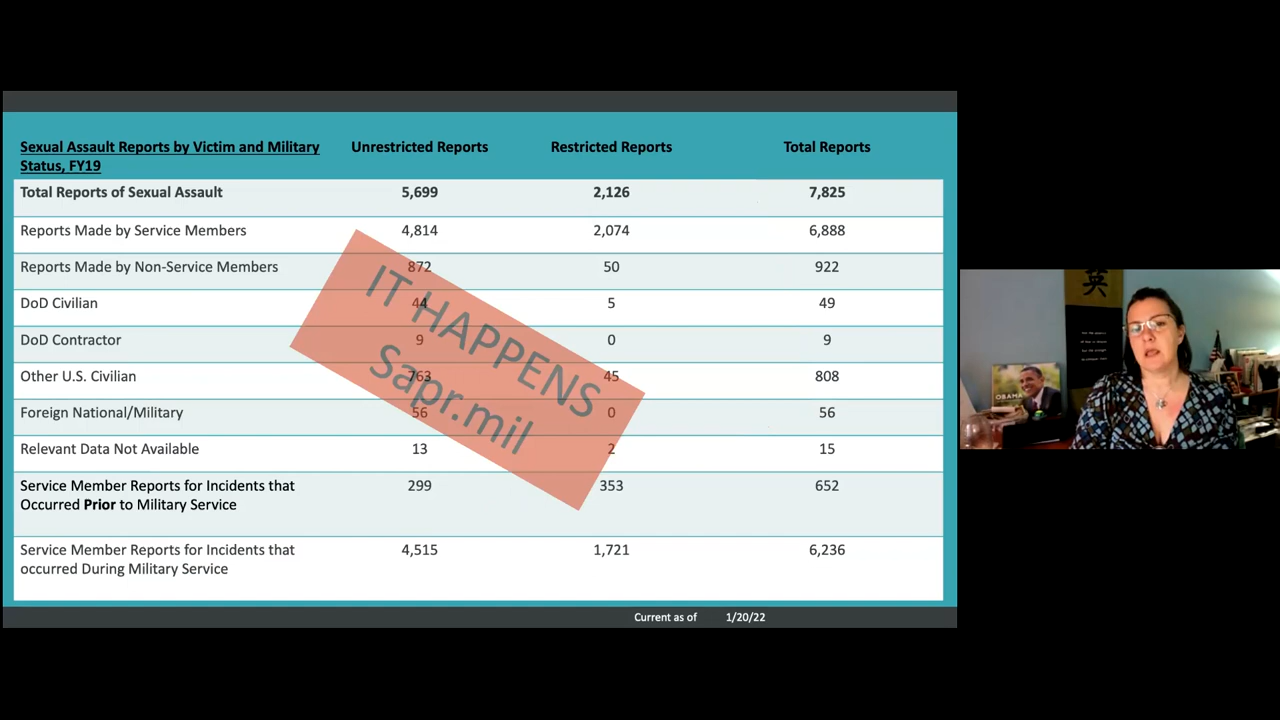 Sexual Assault Reports by Victim and Military Status, FY19 Unrestricted Reports Restricted Reports Total Reports
Total Reports of Sexual Assault 5,699 2,126 7,825
Reports Made by Service Members 4,814 2,074 6,888
Reports Made by Non-Service Members 872 50 922
DoD Civilian 44 5 49
DoD Contractor 9 0 9
Other U.S. Civilian 763 45 808
Foreign National/Military 56 0 56
Relevant Data Not Available 13 2 15
Service Member Reports for Incidents that Occurred Prior to Military Service 299 353 652
Service Member Reports for Incidents that occurred During Military Service 4,515 1,721 6,236
IT HAPPENS
Sapr.mil
Current as of 1/20/22
英
OBAMA